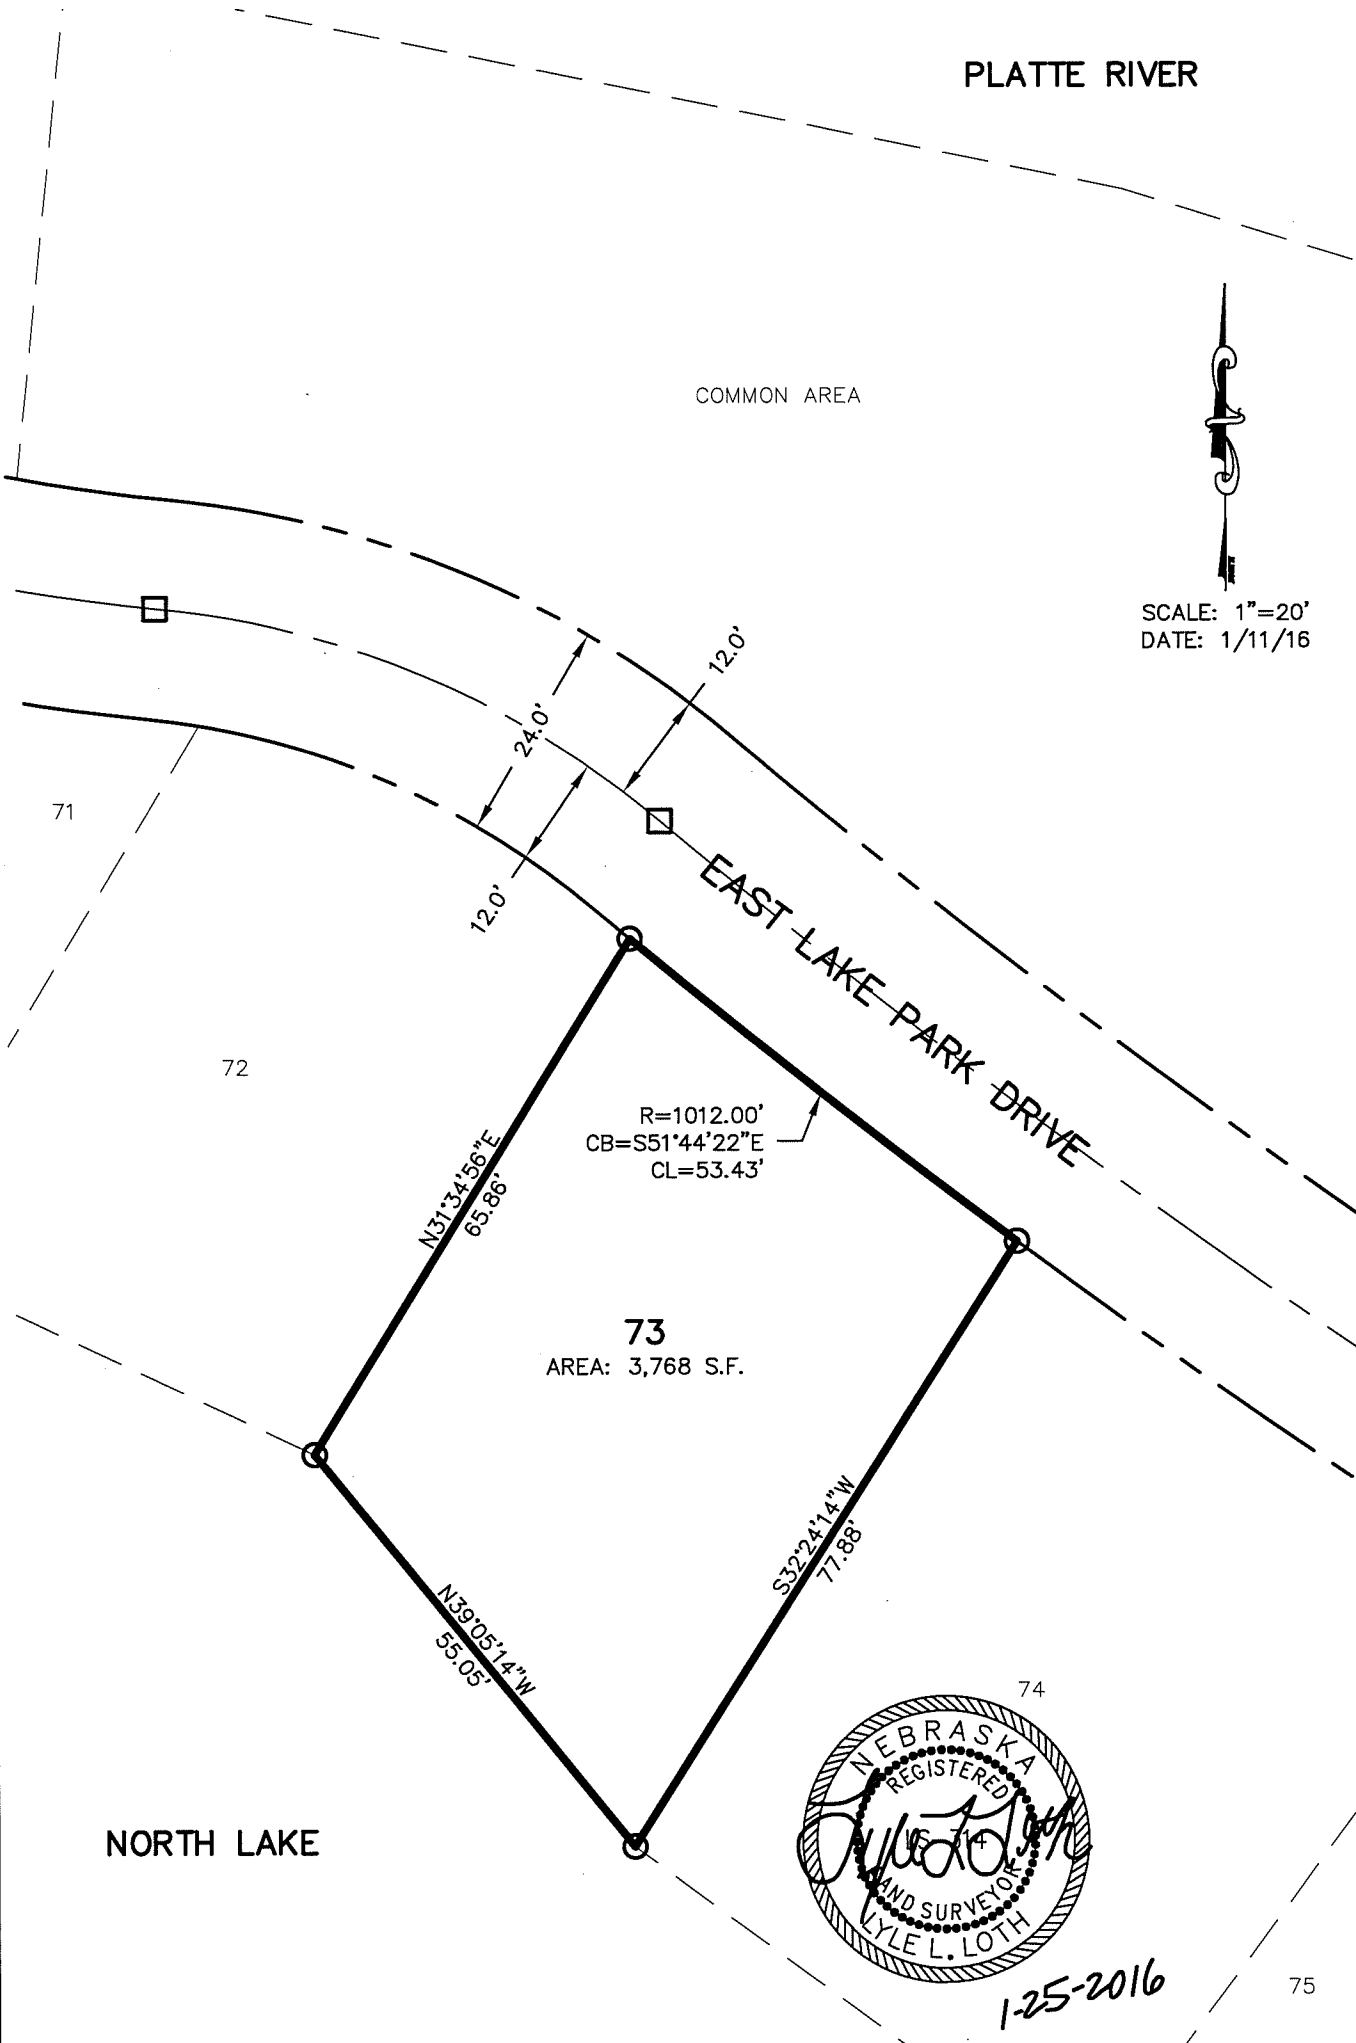 PLATTE RIVER
COMMON AREA
SCALE: 1"=20'
DATE: 1/11/16
12.0'
24.0'
12.0'
71
EAST LAKE PARK DRIVE
72
R=1012.00'
CB=S51°44'22"E
CL=53.43'
N31°34'56"E
65.86'
73
AREA: 3,768 S.F.
S32°24'14"W
77.88'
N39°05'14"W
55.05'
74
NEBRASKA
REGISTERED
LAND SURVEYOR
LYLE L. LOTH
Lyle L. Loth
NORTH LAKE
1-25-2016
75